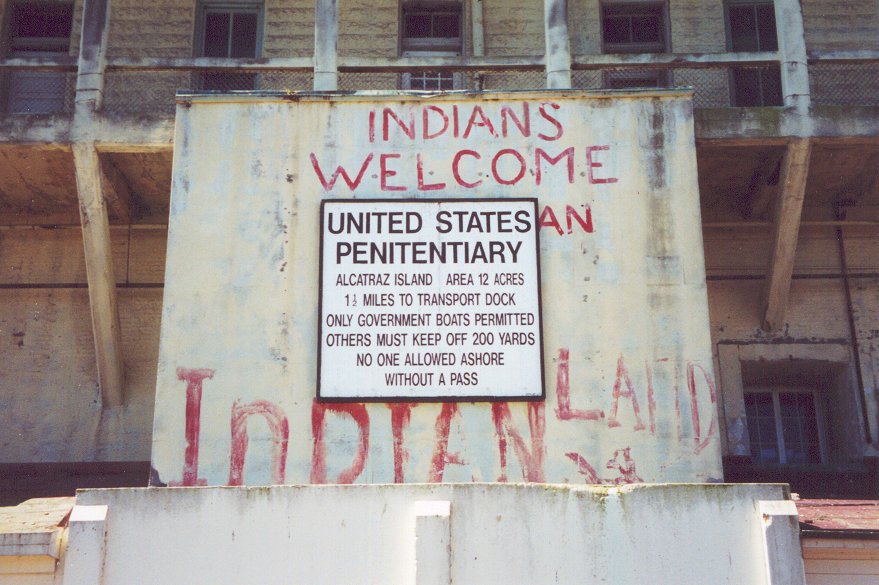 INDIANS
WELCOME
AN
UNITED STATES
PENITENTIARY
ALCATRAZ ISLAND AREA 12 ACRES
1½ MILES TO TRANSPORT DOCK
ONLY GOVERNMENT BOATS PERMITTED
OTHERS MUST KEEP OFF 200 YARDS
NO ONE ALLOWED ASHORE
WITHOUT A PASS
INDIAN LAND